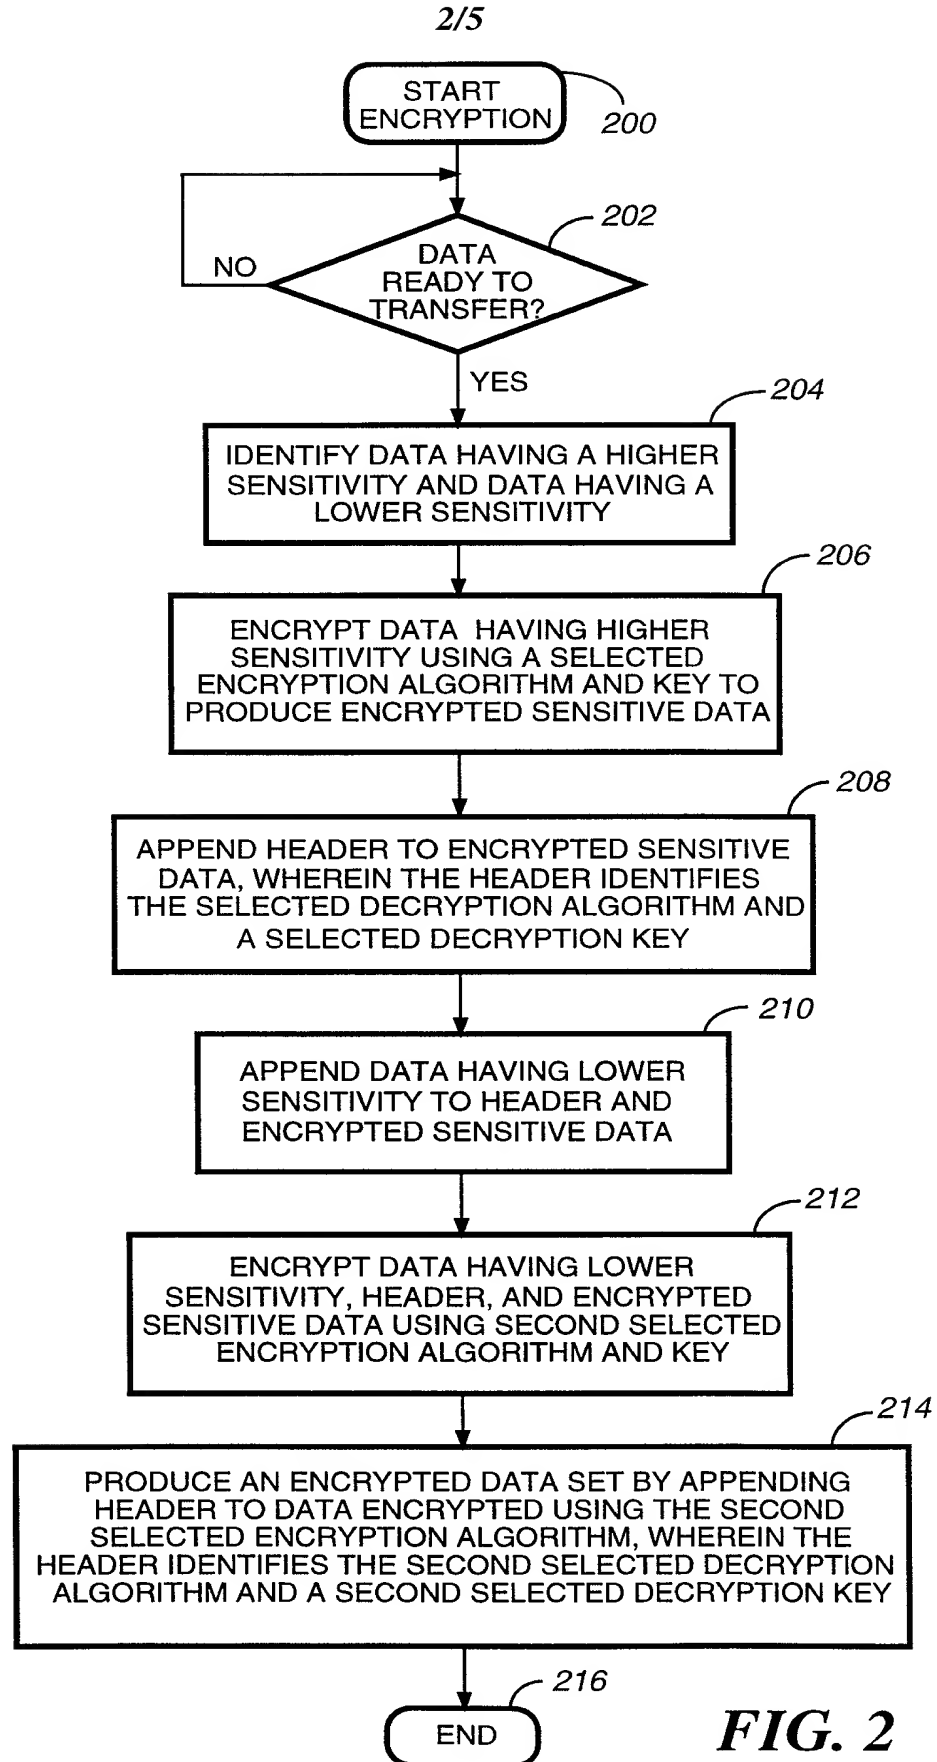 2/5
START
ENCRYPTION
200
202
DATA
READY TO
TRANSFER?
NO
YES
204
IDENTIFY DATA HAVING A HIGHER
SENSITIVITY AND DATA HAVING A
LOWER SENSITIVITY
206
ENCRYPT DATA HAVING HIGHER
SENSITIVITY USING A SELECTED
ENCRYPTION ALGORITHM AND KEY TO
PRODUCE ENCRYPTED SENSITIVE DATA
208
APPEND HEADER TO ENCRYPTED SENSITIVE
DATA, WHEREIN THE HEADER IDENTIFIES
THE SELECTED DECRYPTION ALGORITHM AND
A SELECTED DECRYPTION KEY
210
APPEND DATA HAVING LOWER
SENSITIVITY TO HEADER AND
ENCRYPTED SENSITIVE DATA
212
ENCRYPT DATA HAVING LOWER
SENSITIVITY, HEADER, AND ENCRYPTED
SENSITIVE DATA USING SECOND SELECTED
ENCRYPTION ALGORITHM AND KEY
214
PRODUCE AN ENCRYPTED DATA SET BY APPENDING
HEADER TO DATA ENCRYPTED USING THE SECOND
SELECTED ENCRYPTION ALGORITHM, WHEREIN THE
HEADER IDENTIFIES THE SECOND SELECTED DECRYPTION
ALGORITHM AND A SECOND SELECTED DECRYPTION KEY
216
END
FIG. 2